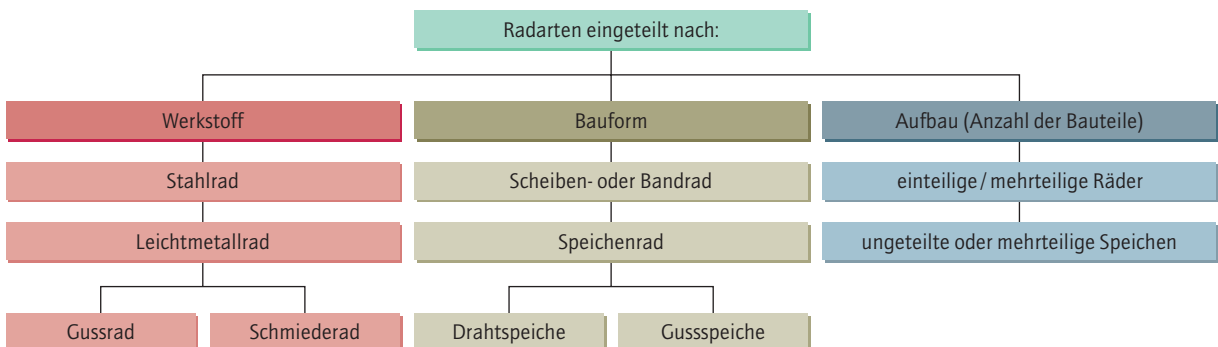 Radarten eingeteilt nach:
Werkstoff
Bauform
Aufbau (Anzahl der Bauteile)
Stahlrad
Scheiben- oder Bandrad
einteilige / mehrteilige Räder
Leichtmetallrad
Speichenrad
ungeteilte oder mehrteilige Speichen
Gussrad
Schmiederad
Drahtspeiche
Gussspeiche